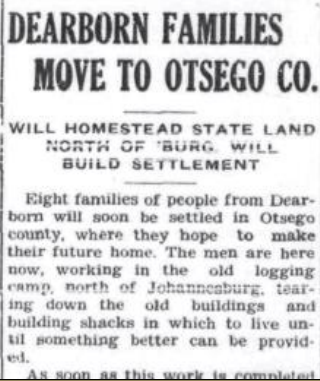 DEARBORN FAMILIES
MOVE TO OTSEGO CO.
WILL HOMESTEAD STATE LAND
NORTH OF 'BURG. WILL
BUILD SETTLEMENT
Eight families of people from Dear-
born will soon be settled in Otsego
county, where they hope to make
their future home. The men are here
now, working in the old logging
camp, north of Johannesburg, tear-
ing down the old buildings and
building shacks in which to live un-
til something better can be provid-
ed.
As soon as this work is completed